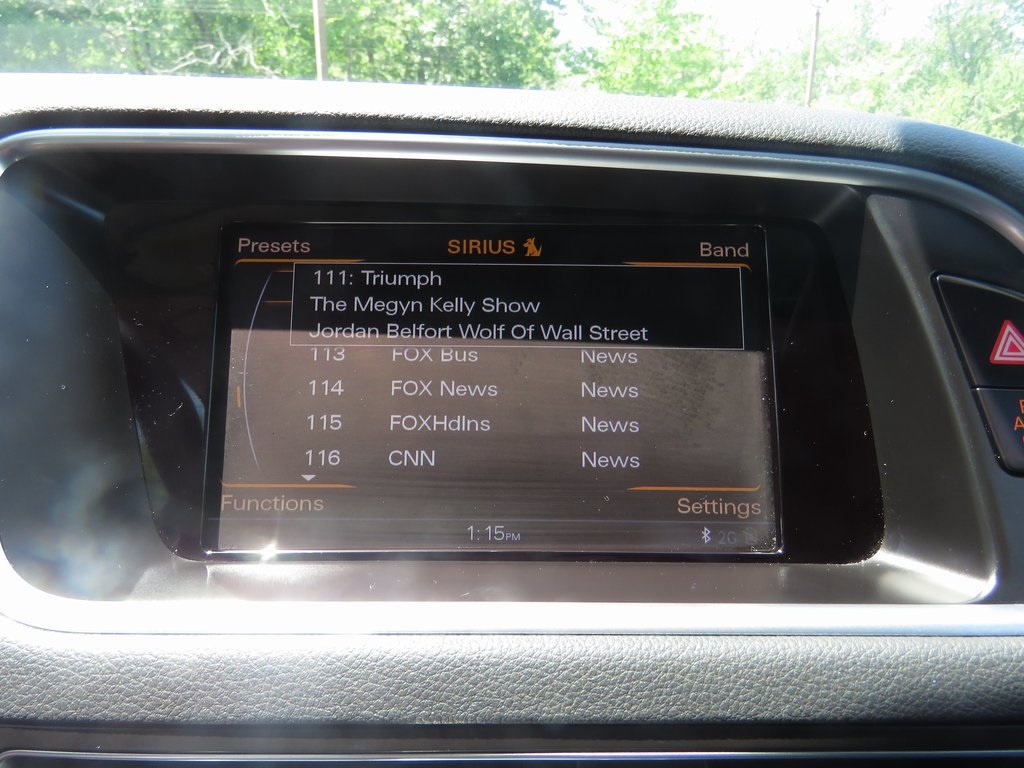 Presets SIRIUS Band
111: Triumph
The Megyn Kelly Show
Jordan Belfort Wolf Of Wall Street
113 FOX Bus News
114 FOX News News
115 FOXHdlns News
116 CNN News
Functions Settings
1:15PM 2G